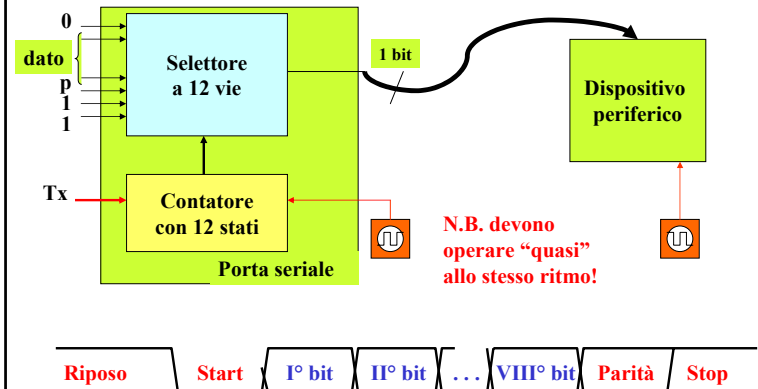 0
dato
p
1
1
Selettore
a 12 vie
1 bit
Dispositivo
periferico
Tx
Contatore
con 12 stati
Porta seriale
N.B. devono
operare “quasi”
allo stesso ritmo!
Riposo Start I° bit II° bit . . . VIII° bit Parità Stop